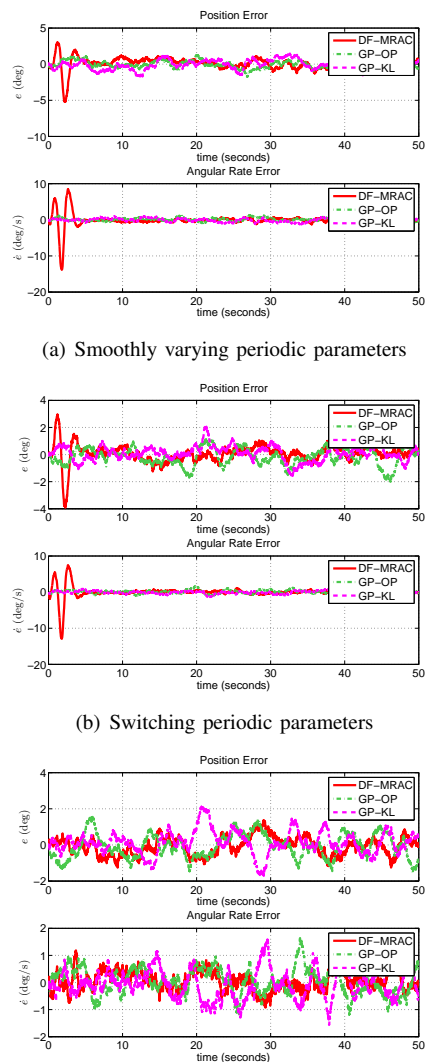 Position Error
5
0
−5
−10
e (deg)
DF−MRAC
GP−OP
GP−KL
0 10 20 30 40 50
time (seconds)
Angular Rate Error
10
0
−10
−20
ė (deg/s)
DF−MRAC
GP−OP
GP−KL
0 10 20 30 40 50
time (seconds)
(a) Smoothly varying periodic parameters
Position Error
4
2
0
−2
−4
e (deg)
DF−MRAC
GP−OP
GP−KL
0 10 20 30 40 50
time (seconds)
Angular Rate Error
10
0
−10
−20
ė (deg/s)
DF−MRAC
GP−OP
GP−KL
0 10 20 30 40 50
time (seconds)
(b) Switching periodic parameters
Position Error
4
2
0
−2
e (deg)
DF−MRAC
GP−OP
GP−KL
0 10 20 30 40 50
time (seconds)
Angular Rate Error
2
1
0
−1
−2
ė (deg/s)
DF−MRAC
GP−OP
GP−KL
0 10 20 30 40 50
time (seconds)